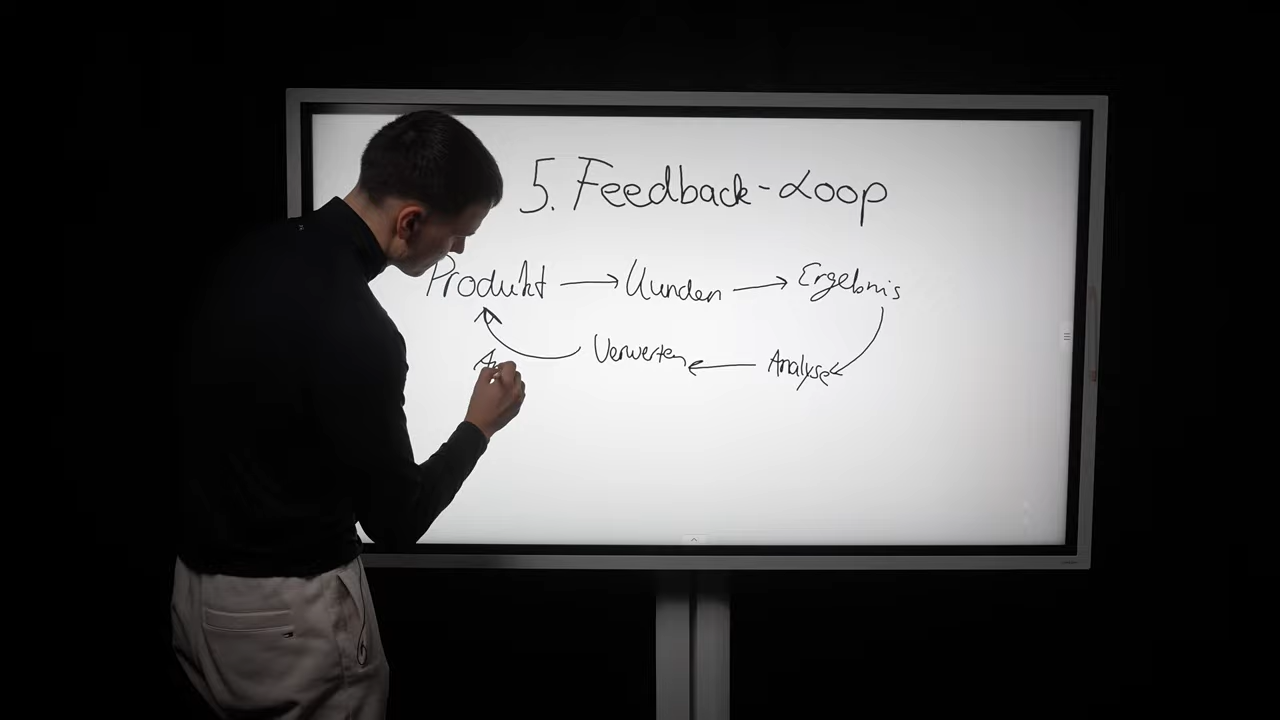 5. Feedback-Loop
Produkt → Kunden → Ergebnis
Verwerten ← Analyse